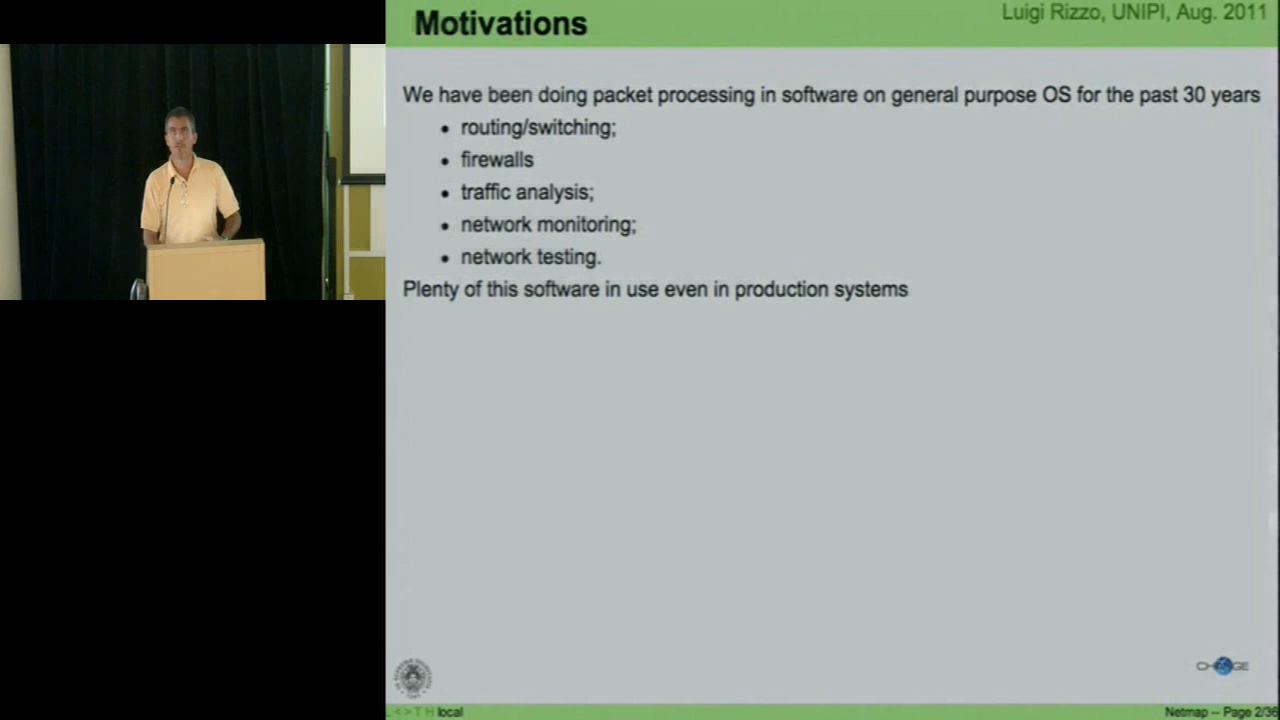 Motivations
Luigi Rizzo, UNIPI, Aug. 2011
We have been doing packet processing in software on general purpose OS for the past 30 years
• routing/switching;
• firewalls
• traffic analysis;
• network monitoring;
• network testing.
Plenty of this software in use even in production systems
CHANGE
< > T H local
Netmap -- Page 2/36